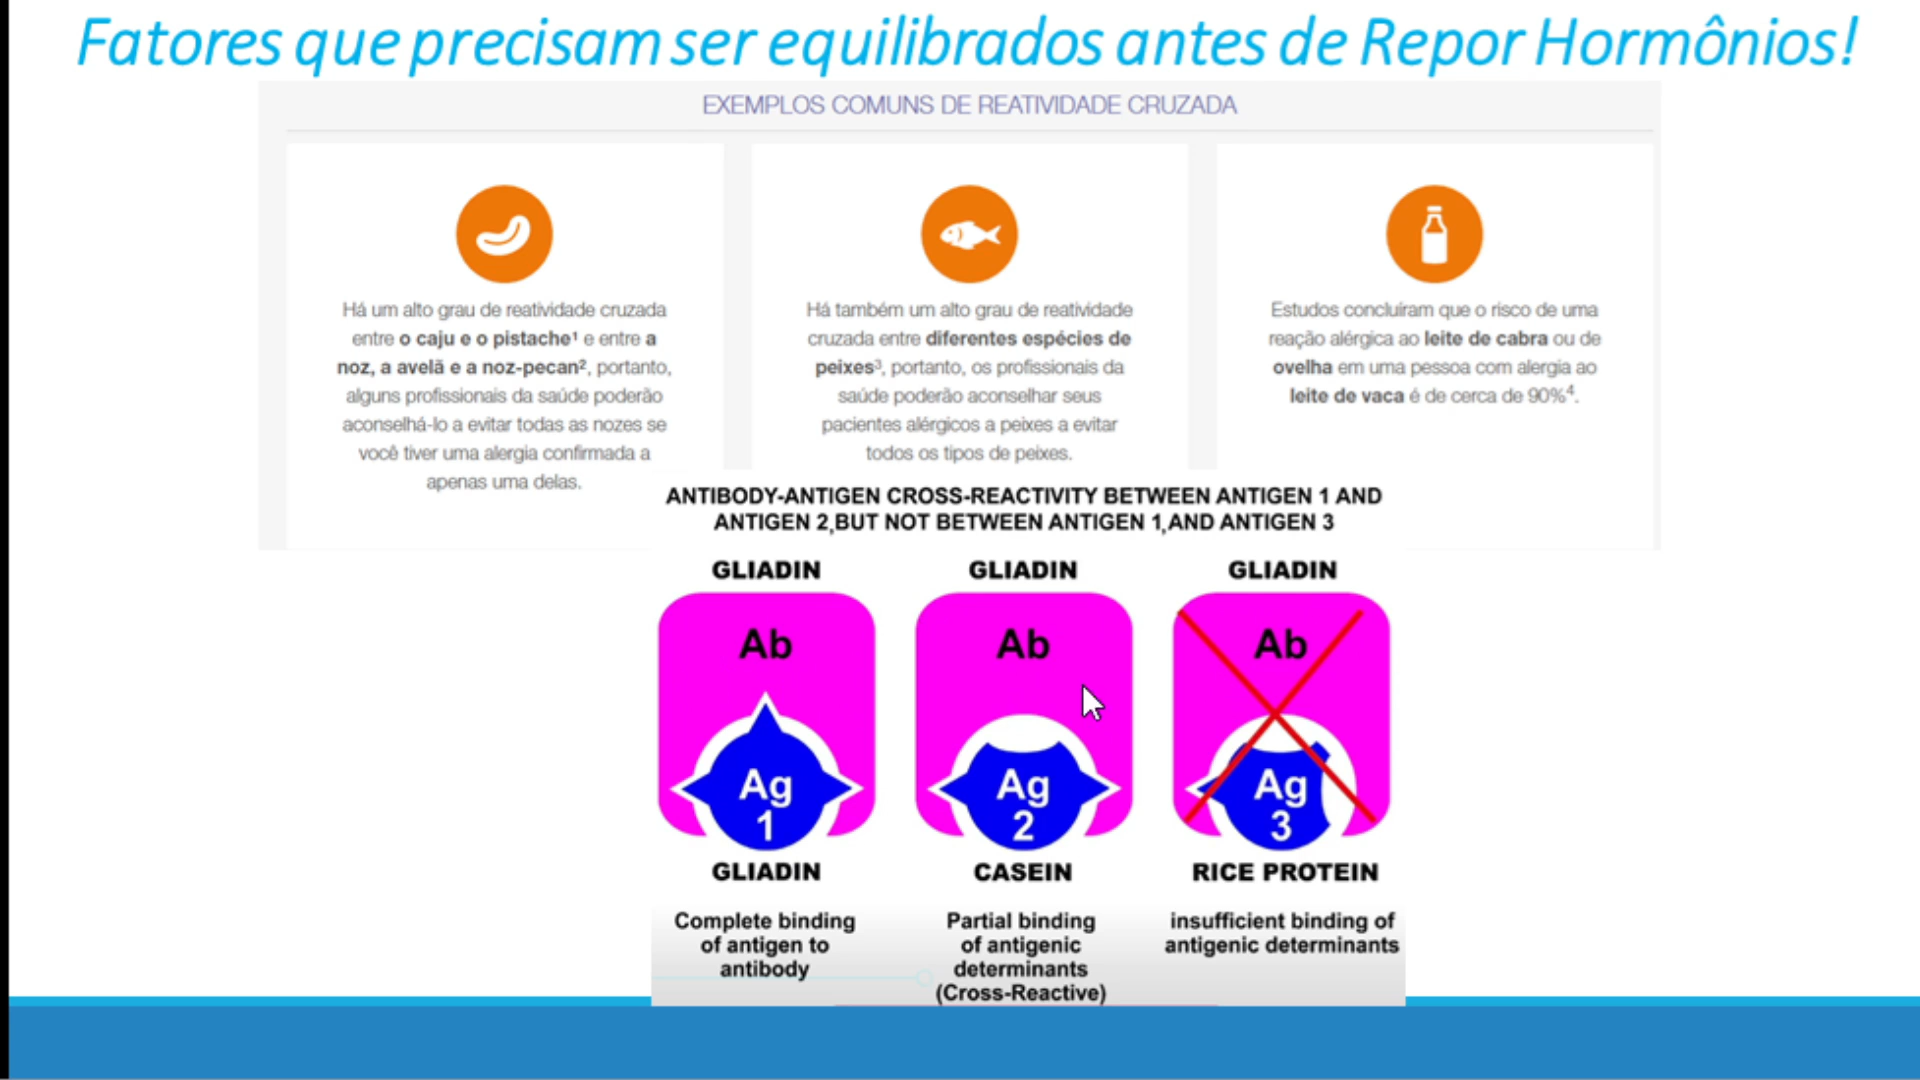 Fatores que precisam ser equilibrados antes de Repor Hormônios!
EXEMPLOS COMUNS DE REATIVIDADE CRUZADA
Há um alto grau de reatividade cruzada
entre o caju e o pistache¹ e entre a
noz, a avelã e a noz-pecan², portanto,
alguns profissionais da saúde poderão
aconselhá-lo a evitar todas as nozes se
você tiver uma alergia confirmada a
apenas uma delas.
Há também um alto grau de reatividade
cruzada entre diferentes espécies de
peixes³, portanto, os profissionais da
saúde poderão aconselhar seus
pacientes alérgicos a peixes a evitar
todos os tipos de peixes.
Estudos concluíram que o risco de uma
reação alérgica ao leite de cabra ou de
ovelha em uma pessoa com alergia ao
leite de vaca é de cerca de 90%⁴.
ANTIBODY-ANTIGEN CROSS-REACTIVITY BETWEEN ANTIGEN 1 AND
ANTIGEN 2,BUT NOT BETWEEN ANTIGEN 1,AND ANTIGEN 3
GLIADIN
Ab
Ag
1
GLIADIN
Complete binding
of antigen to
antibody
GLIADIN
Ab
Ag
2
CASEIN
Partial binding
of antigenic
determinants
(Cross-Reactive)
GLIADIN
Ab
Ag
3
RICE PROTEIN
insufficient binding of
antigenic determinants